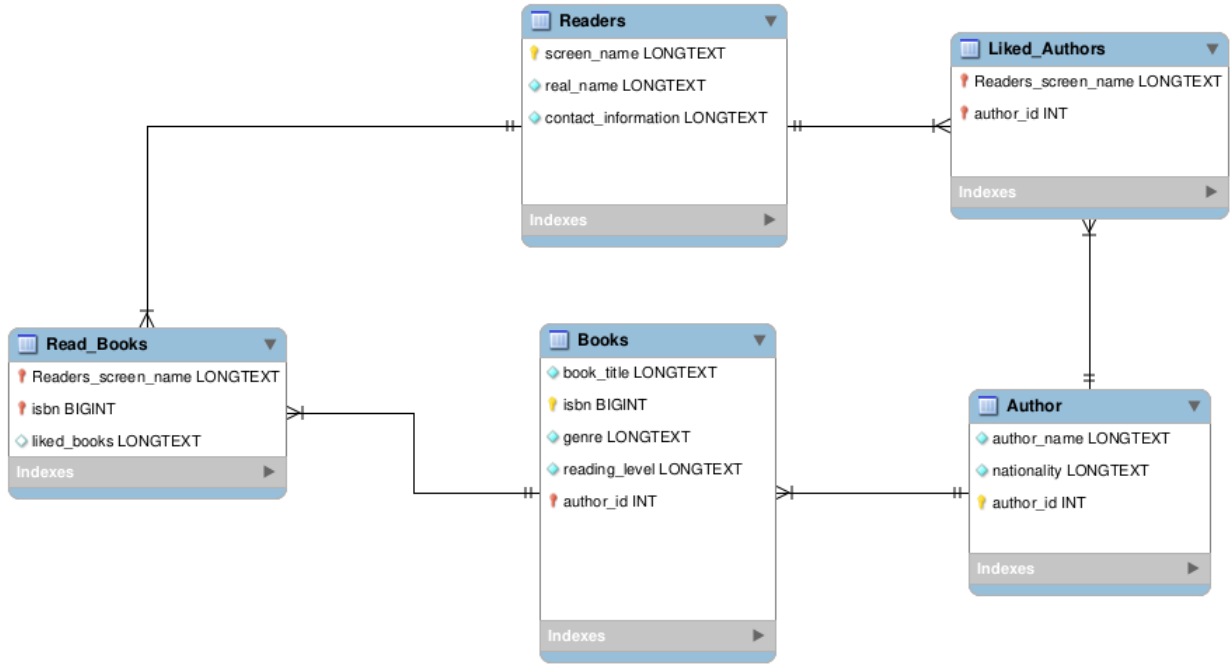 Readers
screen_name LONGTEXT
real_name LONGTEXT
contact_information LONGTEXT
Indexes
Liked_Authors
Readers_screen_name LONGTEXT
author_id INT
Indexes
Read_Books
Readers_screen_name LONGTEXT
isbn BIGINT
liked_books LONGTEXT
Indexes
Books
book_title LONGTEXT
isbn BIGINT
genre LONGTEXT
reading_level LONGTEXT
author_id INT
Indexes
Author
author_name LONGTEXT
nationality LONGTEXT
author_id INT
Indexes